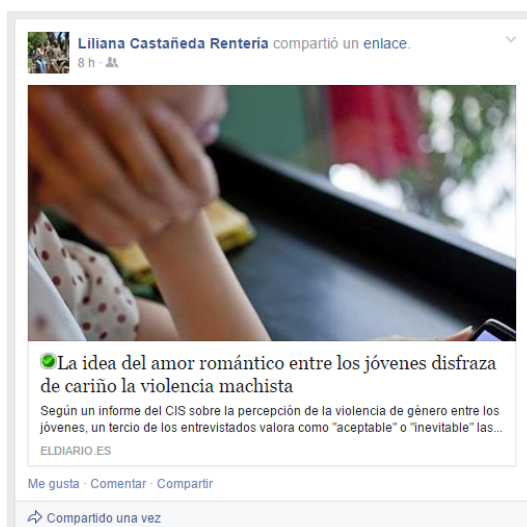 Liliana Castañeda Rentería compartió un enlace.
8 h ·
La idea del amor romántico entre los jóvenes disfraza
de cariño la violencia machista
Según un informe del CIS sobre la percepción de la violencia de género entre los
jóvenes, un tercio de los entrevistados valora como "aceptable" o "inevitable" las...
ELDIARIO.ES
Me gusta · Comentar · Compartir
Compartido una vez